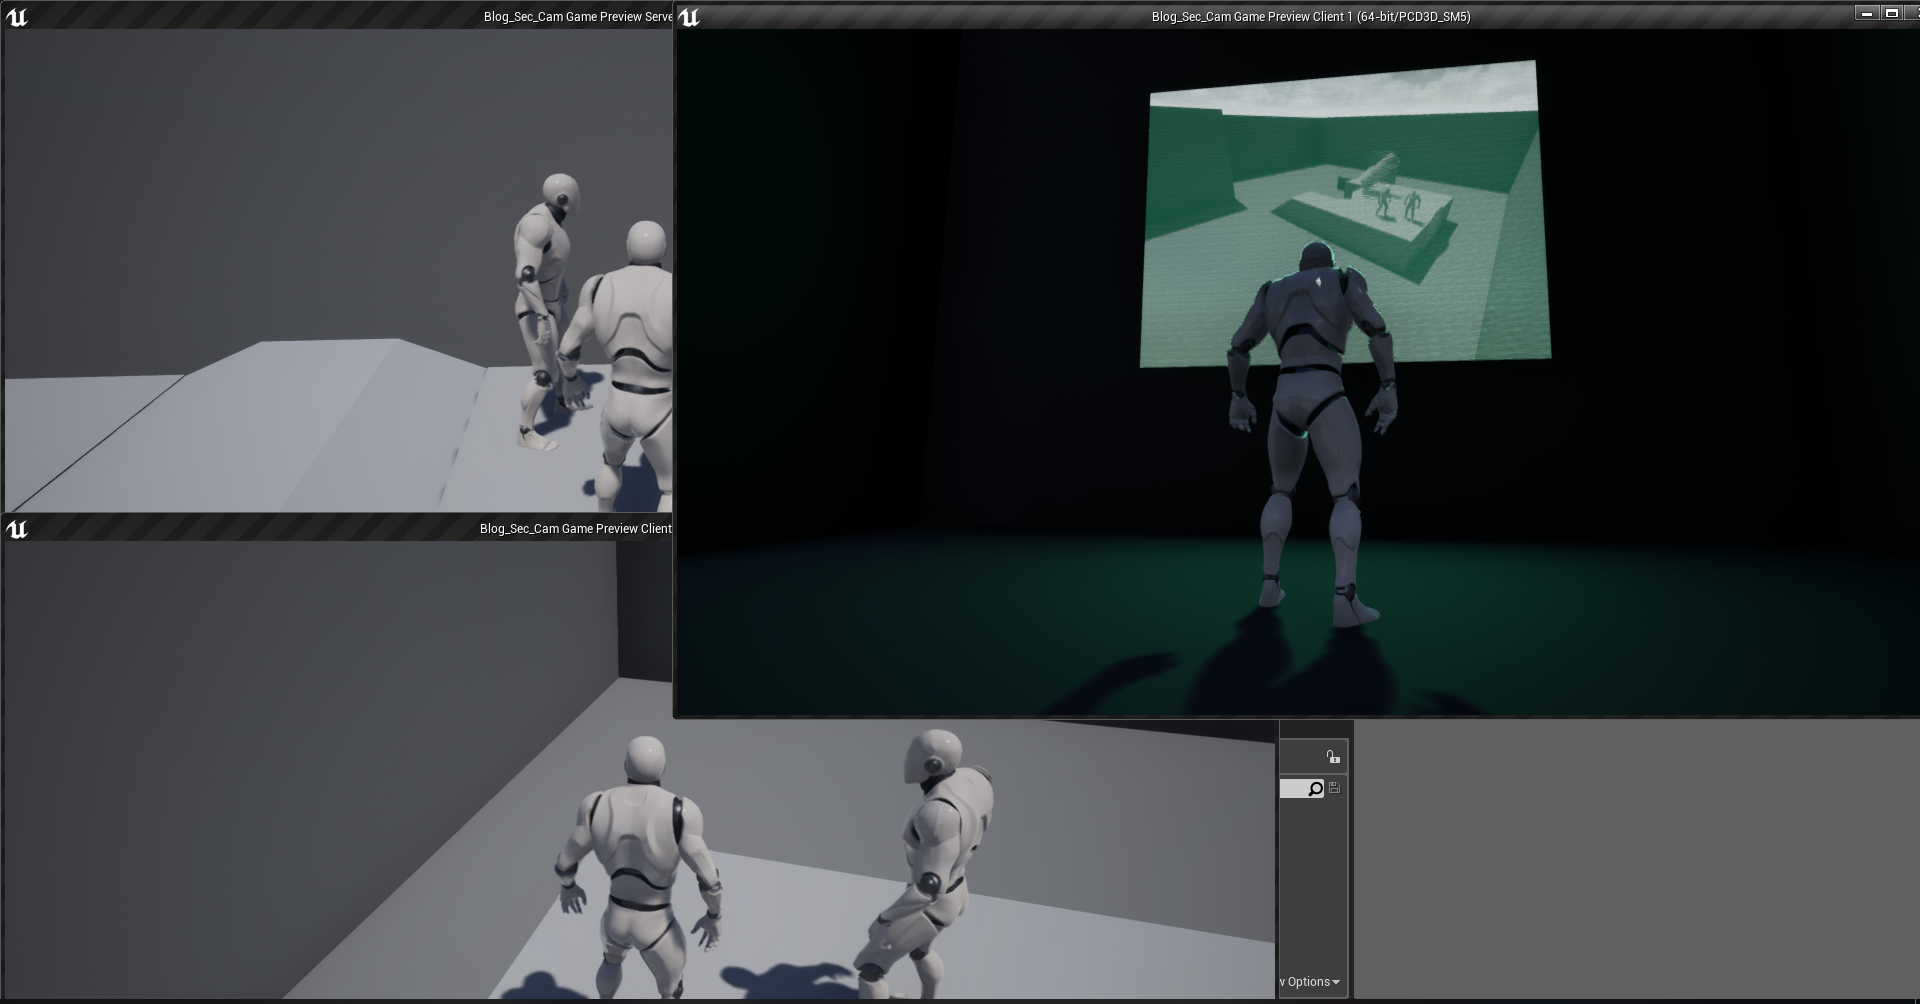 Blog_Sec_Cam Game Preview Serve
Blog_Sec_Cam Game Preview Client 1 (64-bit/PCD3D_SM5)
Blog_Sec_Cam Game Preview Client
Options